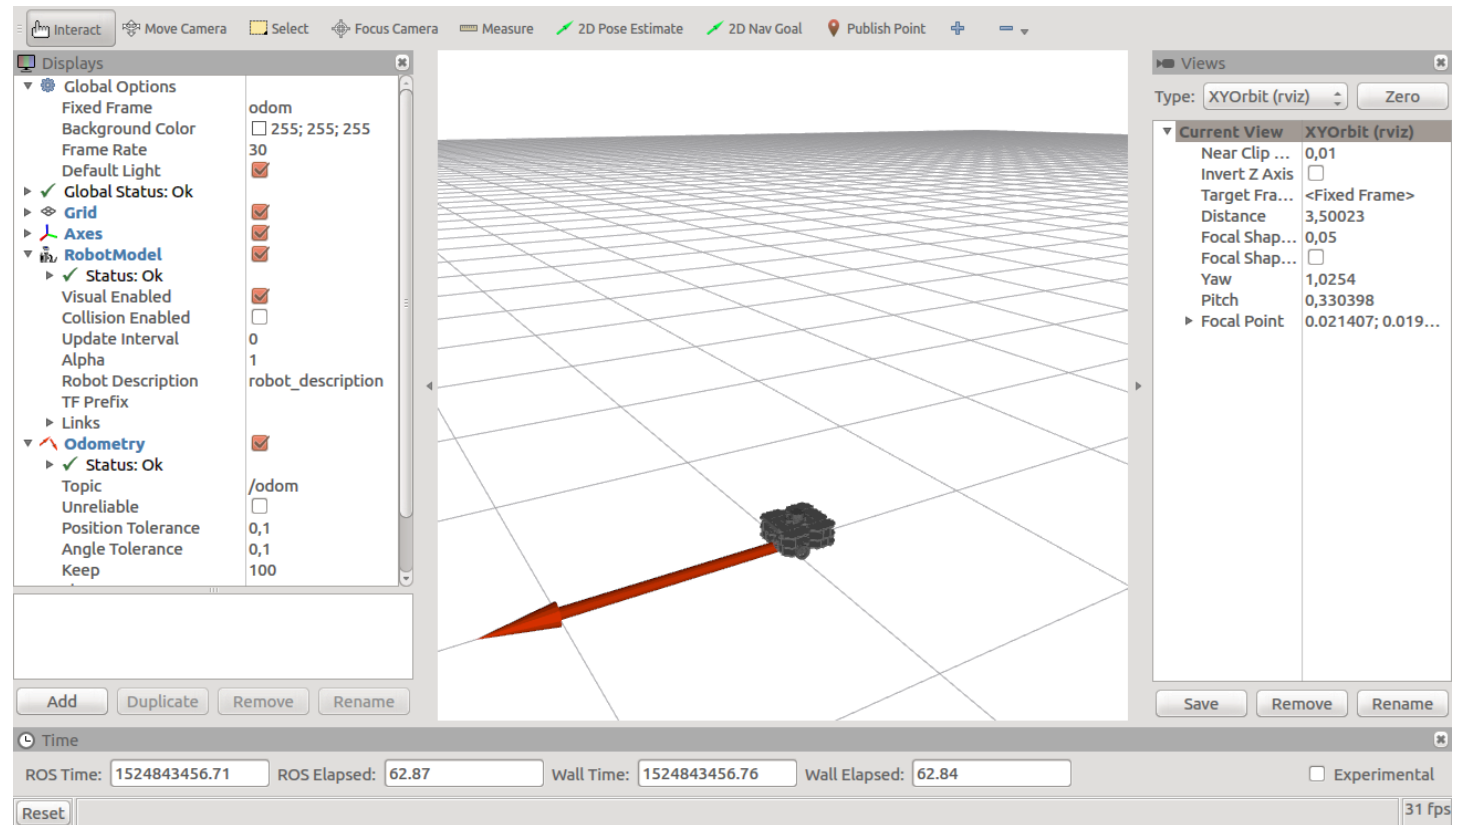 Interact Move Camera Select Focus Camera Measure 2D Pose Estimate 2D Nav Goal Publish Point
Displays
Global Options
Fixed Frame odom
Background Color 255; 255; 255
Frame Rate 30
Default Light
Global Status: Ok
Grid
Axes
RobotModel
Status: Ok
Visual Enabled
Collision Enabled
Update Interval 0
Alpha 1
Robot Description robot_description
TF Prefix
Links
Odometry
Status: Ok
Topic /odom
Unreliable
Position Tolerance 0,1
Angle Tolerance 0,1
Keep 100
Add Duplicate Remove Rename
Views
Type: XYOrbit (rviz) Zero
Current View XYOrbit (rviz)
Near Clip ... 0,01
Invert Z Axis
Target Fra... <Fixed Frame>
Distance 3,50023
Focal Shap... 0,05
Focal Shap...
Yaw 1,0254
Pitch 0,330398
Focal Point 0.021407; 0.019...
Save Remove Rename
Time
ROS Time: 1524843456.71 ROS Elapsed: 62.87 Wall Time: 1524843456.76 Wall Elapsed: 62.84 Experimental
Reset 31 fps